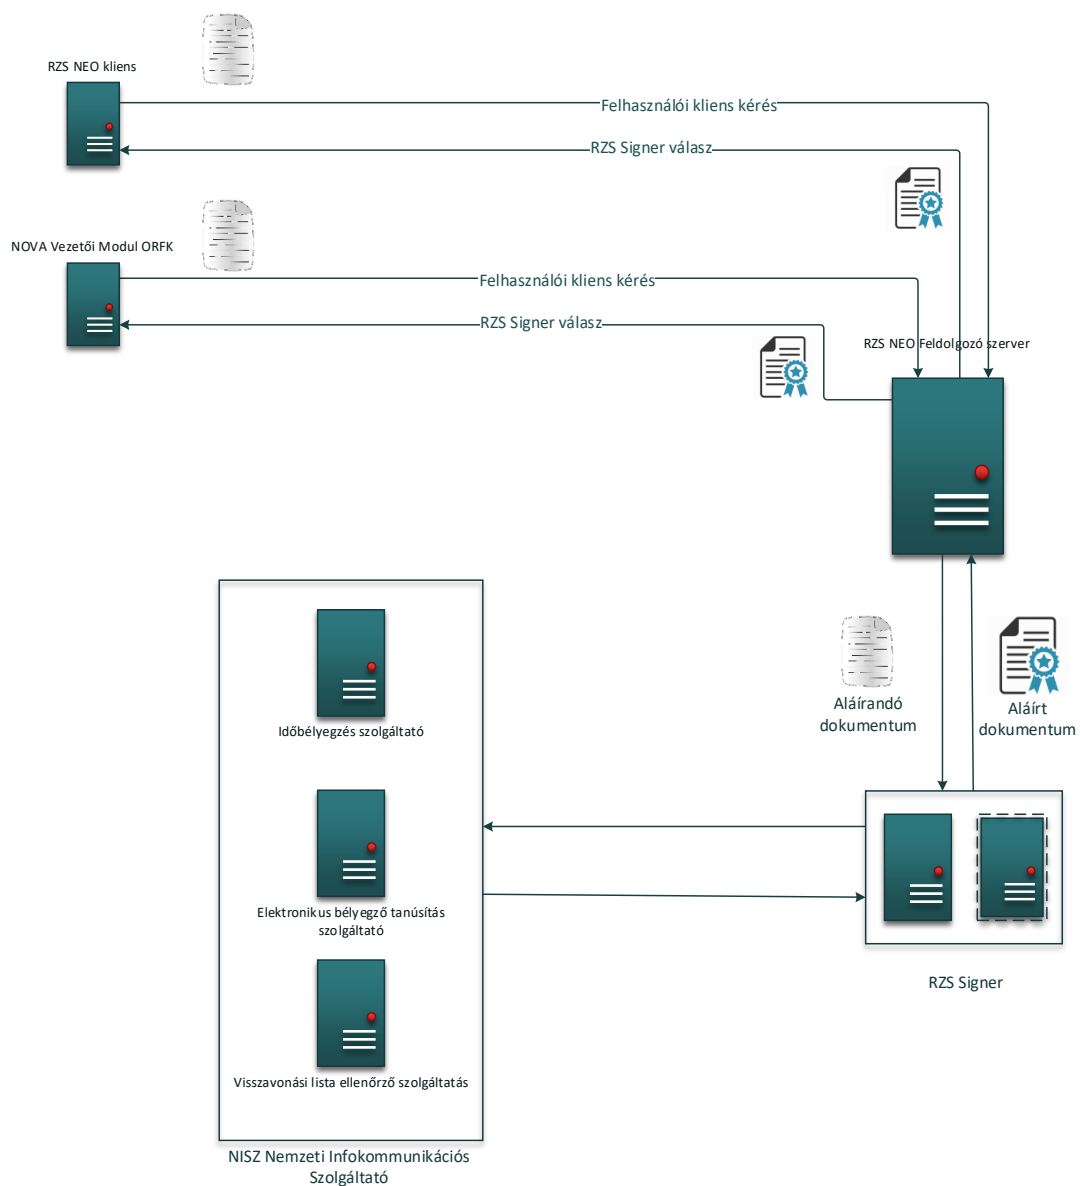 RZS NEO kliens
Felhasználói kliens kérés
RZS Signer válasz
NOVA Vezetői Modul ORFK
Felhasználói kliens kérés
RZS Signer válasz
RZS NEO Feldolgozó szerver
Aláírandó
dokumentum
Aláírt
dokumentum
Időbélyegzés szolgáltató
Elektronikus bélyegző tanúsítás
szolgáltató
RZS Signer
Visszavonási lista ellenőrző szolgáltatás
NISZ Nemzeti Infokommunikációs
Szolgáltató